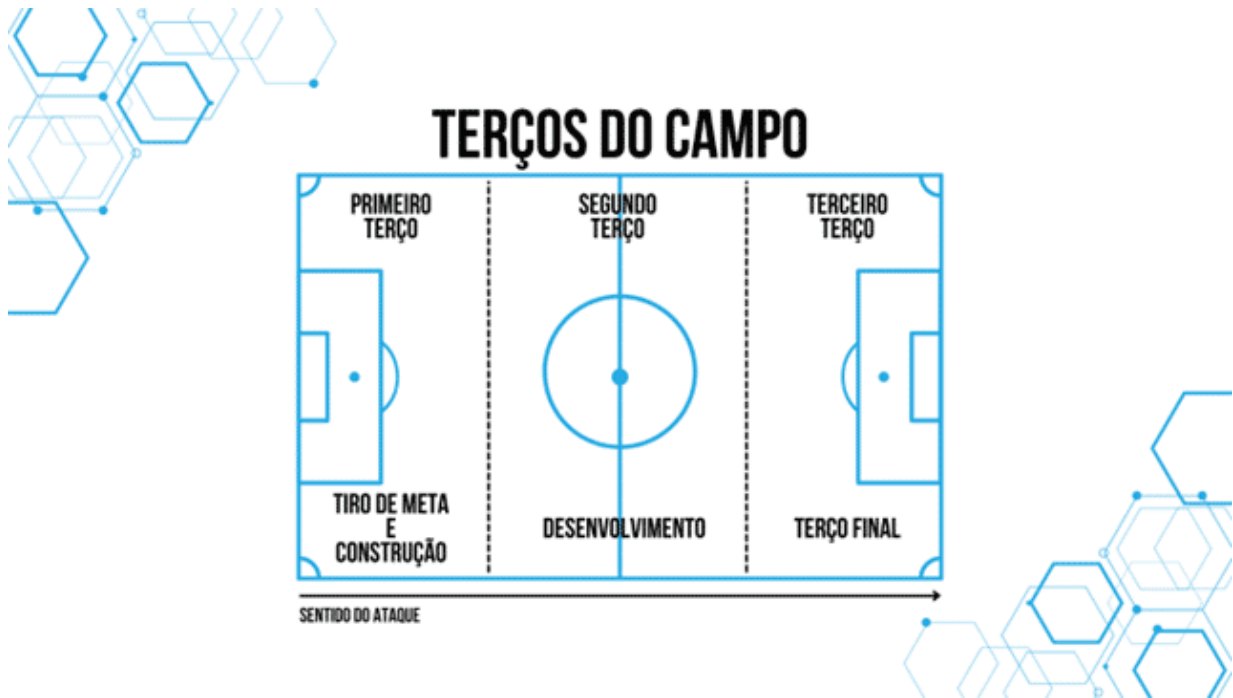 TERÇOS DO CAMPO
PRIMEIRO
TERÇO
SEGUNDO
TERÇO
TERCEIRO
TERÇO
TIRO DE META
E
CONSTRUÇÃO
DESENVOLVIMENTO
TERÇO FINAL
SENTIDO DO ATAQUE